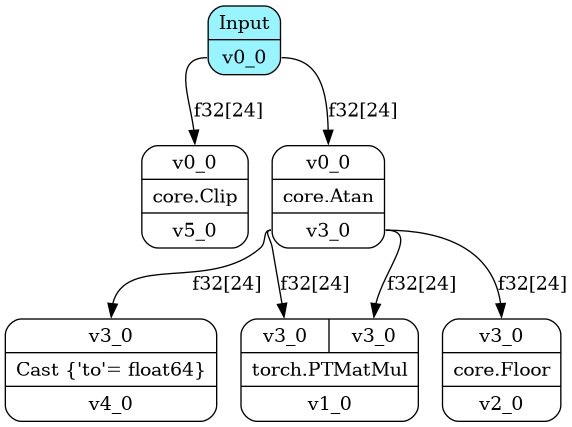 Input
v0_0
f32[24]
f32[24]
v0_0
core.Clip
v5_0
v0_0
core.Atan
v3_0
f32[24]
f32[24]
f32[24]
f32[24]
v3_0
Cast {'to'= float64}
v4_0
v3_0 v3_0
torch.PTMatMul
v1_0
v3_0
core.Floor
v2_0